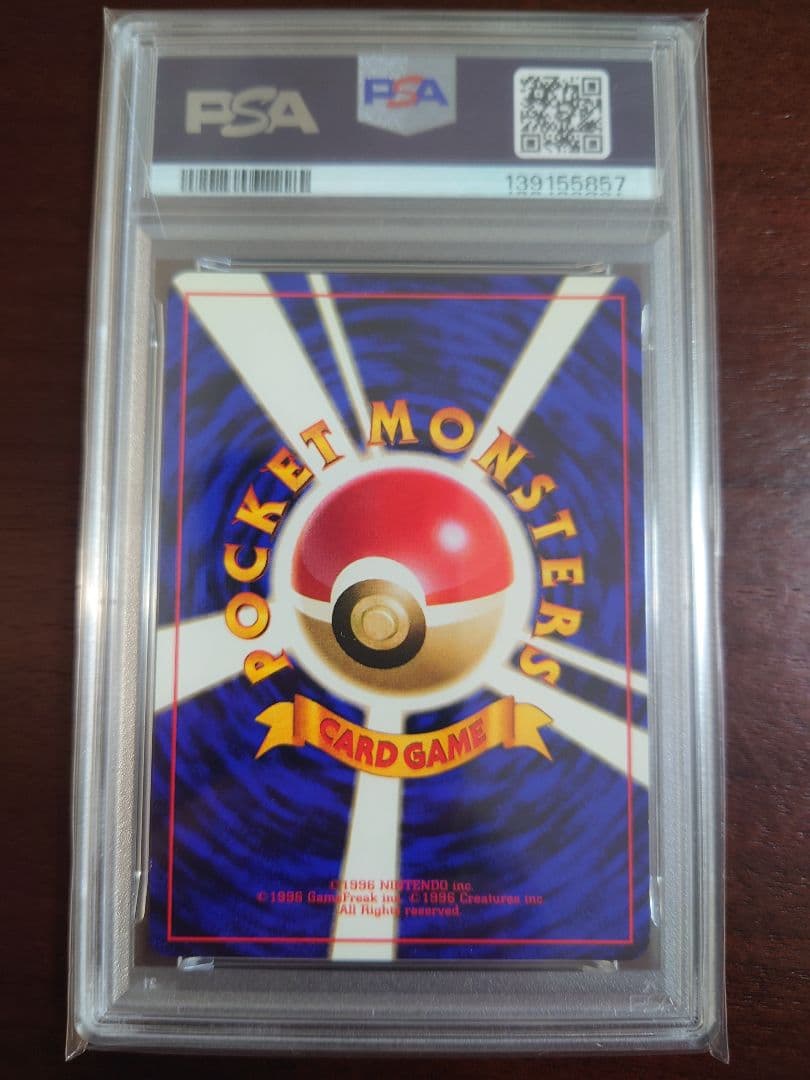 PSA
PSA
139155857
POCKET MONSTERS
CARD GAME
©1996 NINTENDO inc.
©1996 GameFreak inc. ©1996 Creatures inc.
All Rights reserved.
PSA